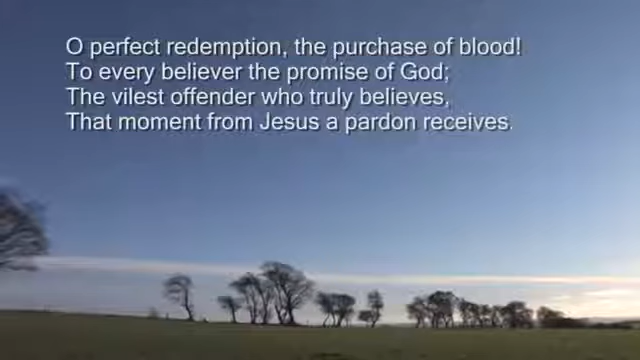 O perfect redemption, the purchase of blood!
To every believer the promise of God;
The vilest offender who truly believes,
That moment from Jesus a pardon receives.